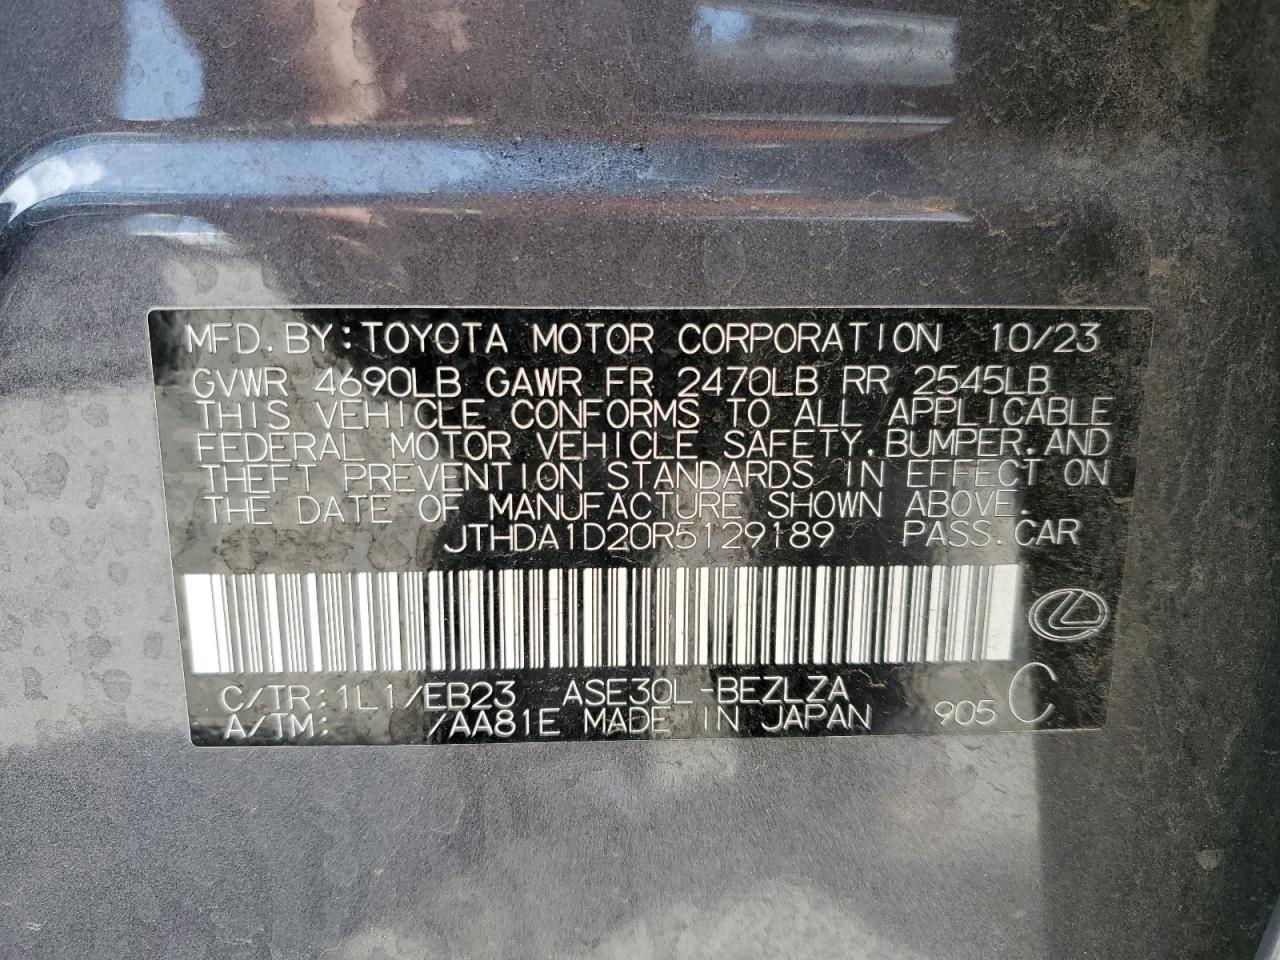 MFD. BY: TOYOTA MOTOR CORPORATION 10/23
GVWR 4690LB GAWR FR 2470LB RR 2545LB
THIS VEHICLE CONFORMS TO ALL APPLICABLE
FEDERAL MOTOR VEHICLE SAFETY, BUMPER, AND
THEFT PREVENTION STANDARDS IN EFFECT ON
THE DATE OF MANUFACTURE SHOWN ABOVE.
JTHDA1D20R5129189 PASS. CAR
C/TR: 1L1/EB23 ASE30L-BEZLZA
A/TM: /AA81E MADE IN JAPAN 905 C